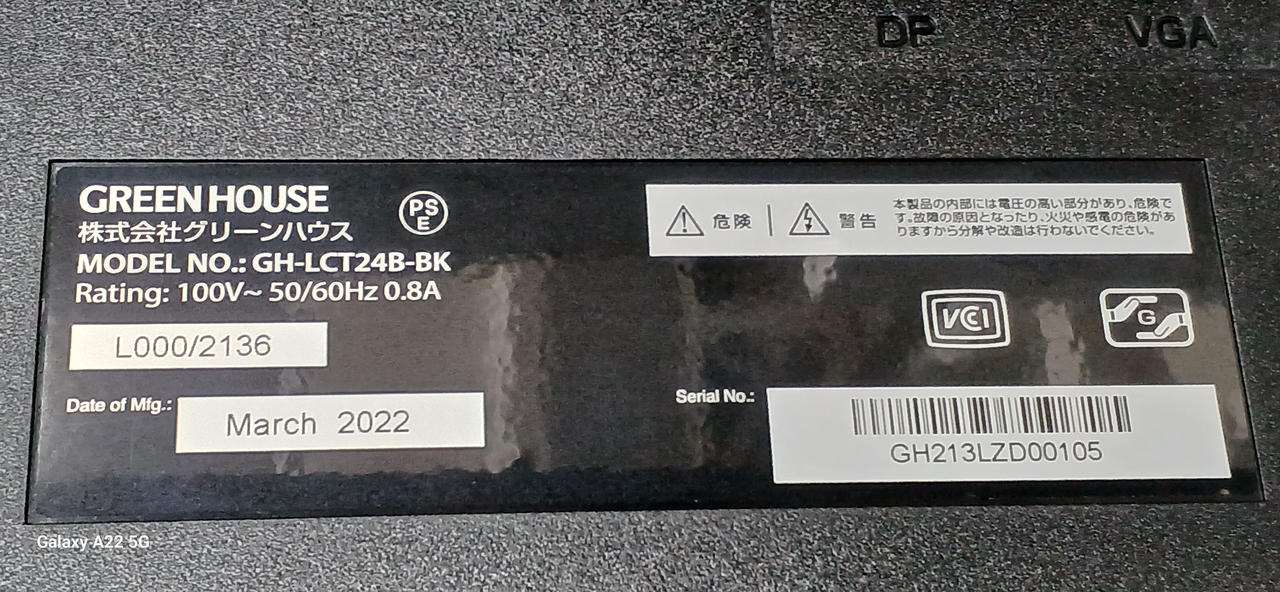 DP
VGA
GREEN HOUSE
株式会社グリーンハウス
PS
E
MODEL NO.: GH-LCT24B-BK
Rating: 100V~ 50/60Hz 0.8A
L000/2136
Date of Mfg.:
March 2022
危険
警告
本製品の内部には電圧の高い部分があり、危険で
す。故障の原因となったり、火災や感電の危険があ
りますから分解や改造は行わないでください。
VCCI
G
Serial No.:
GH213LZD00105
Galaxy A22 5G